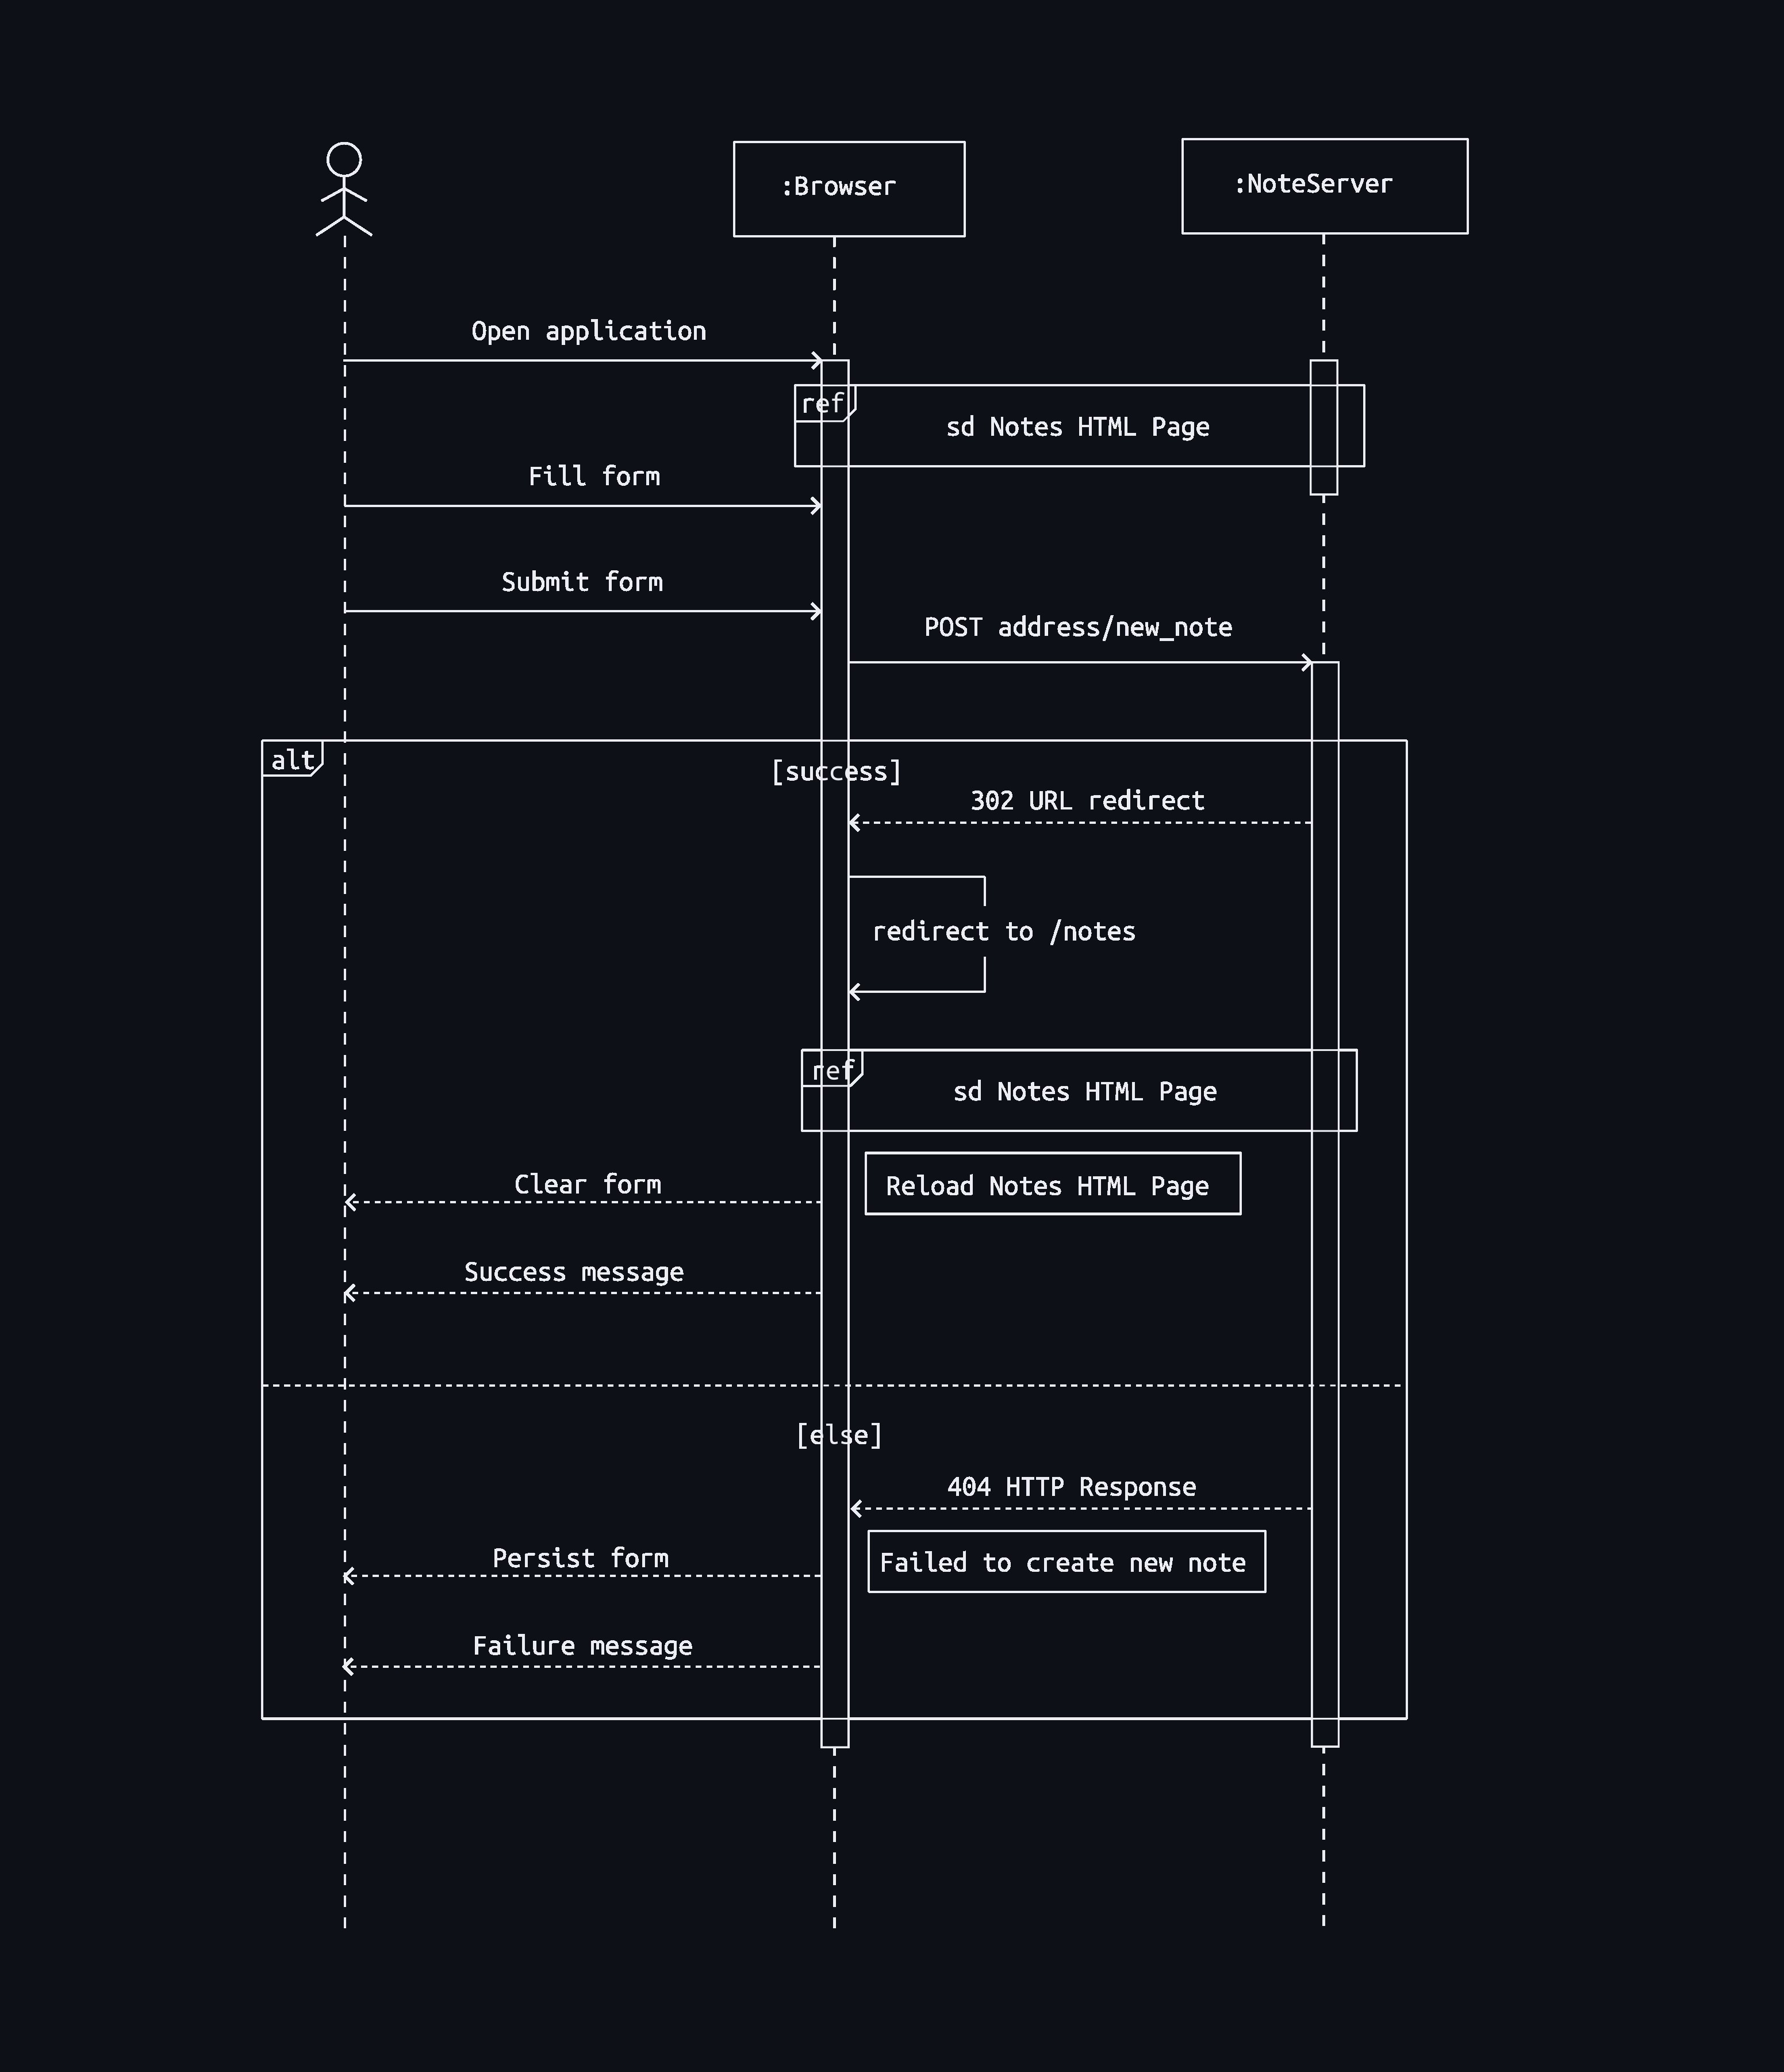 :Browser
:NoteServer
Open application
ref
sd Notes HTML Page
Fill form
Submit form
POST address/new_note
alt
[success]
302 URL redirect
redirect to /notes
ref
sd Notes HTML Page
Clear form
Reload Notes HTML Page
Success message
[else]
404 HTTP Response
Persist form
Failed to create new note
Failure message